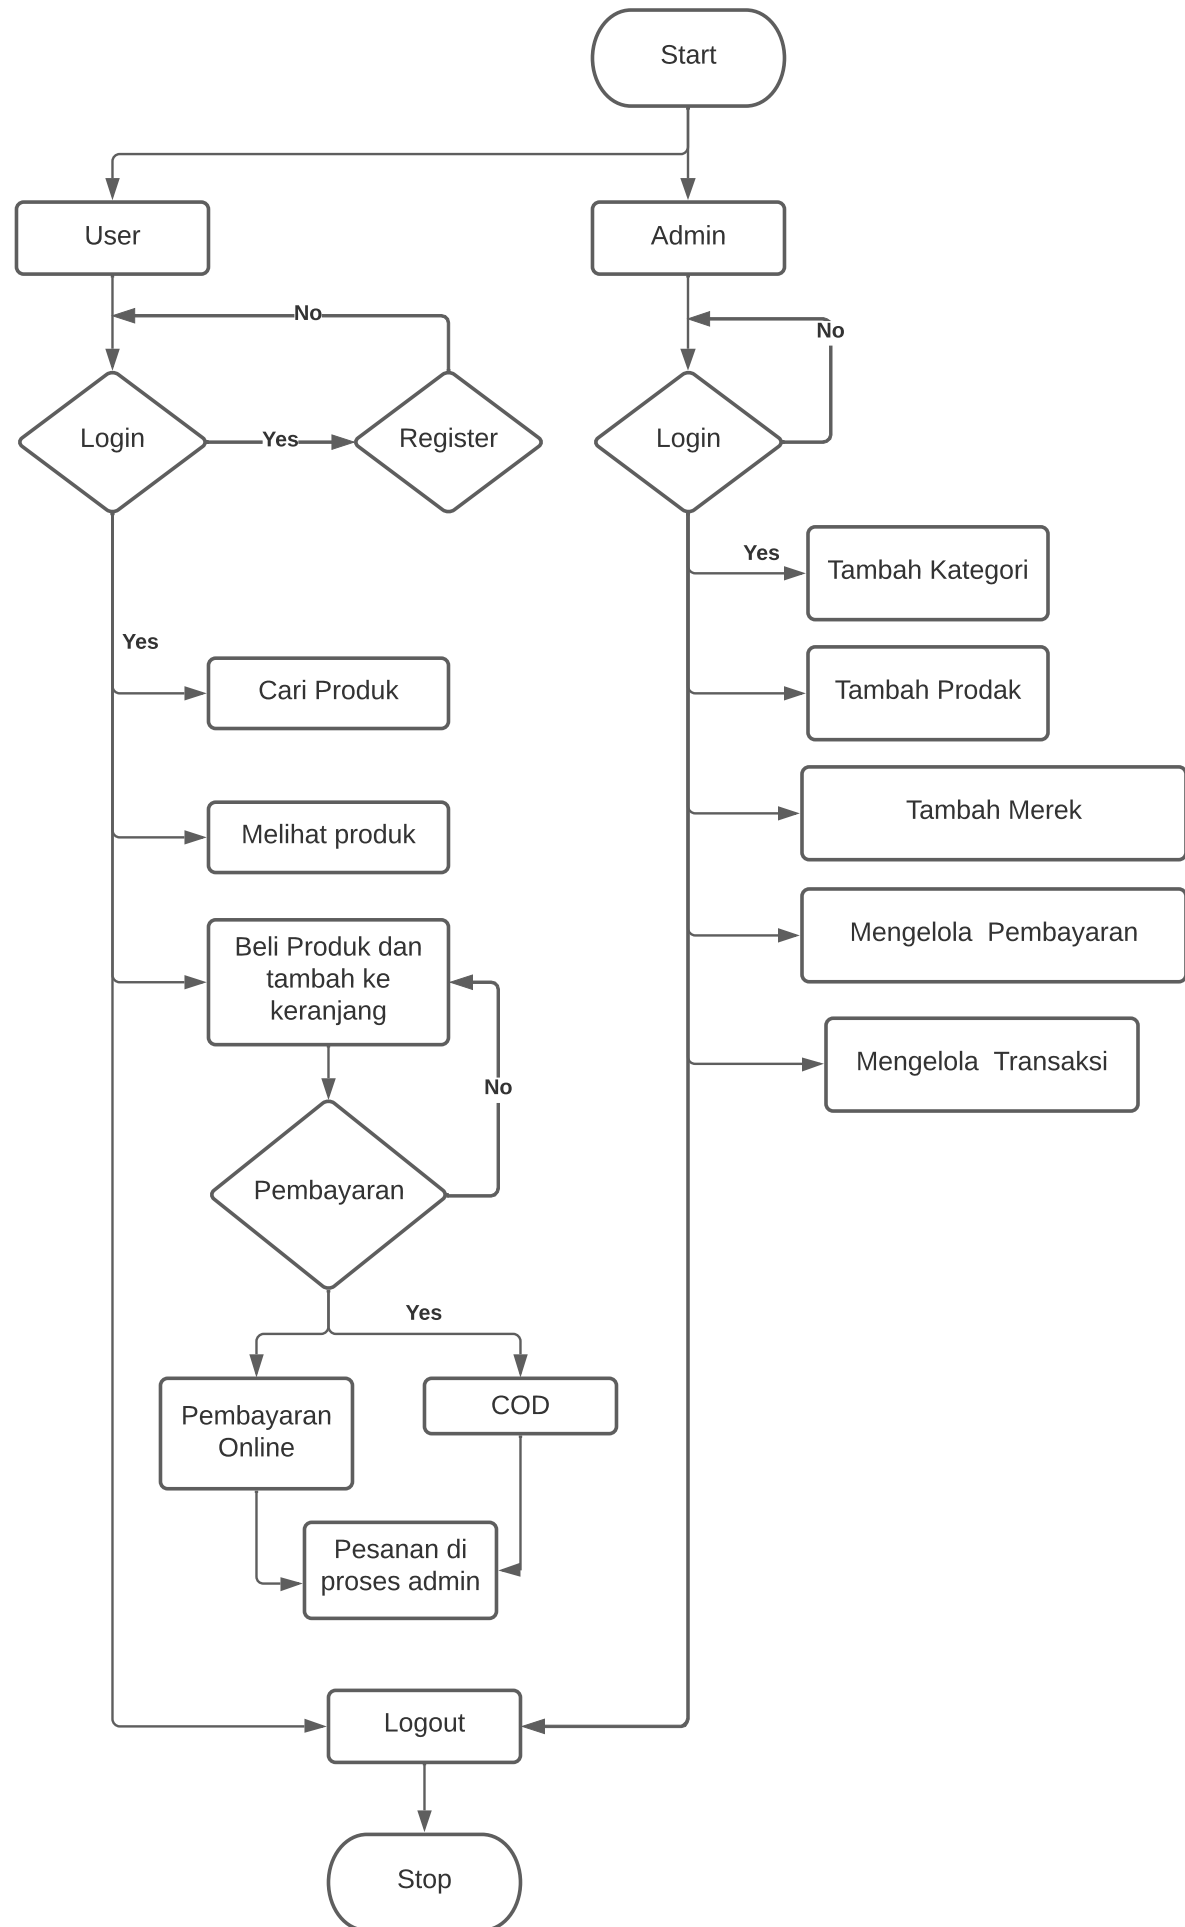 Start
User
Admin
No
No
Login
Yes
Register
Login
Yes
Tambah Kategori
Yes
Cari Produk
Tambah Prodak
Melihat produk
Tambah Merek
Beli Produk dan
tambah ke
keranjang
Mengelola  Pembayaran
No
Mengelola  Transaksi
Pembayaran
Yes
Pembayaran
Online
COD
Pesanan di
proses admin
Logout
Stop